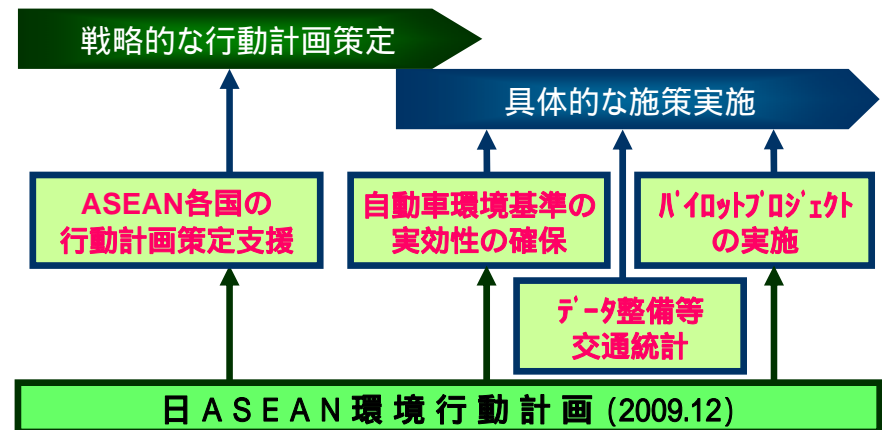 戦略的な行動計画策定
具体的な施策実施
ASEAN各国の
行動計画策定支援
自動車環境基準の
実効性の確保
ﾊﾟｲﾛｯﾄﾌﾟﾛｼﾞｪｸﾄ
の実施
ﾃﾞｰﾀ整備等
交通統計
日ASEAN環境行動計画 (2009.12)